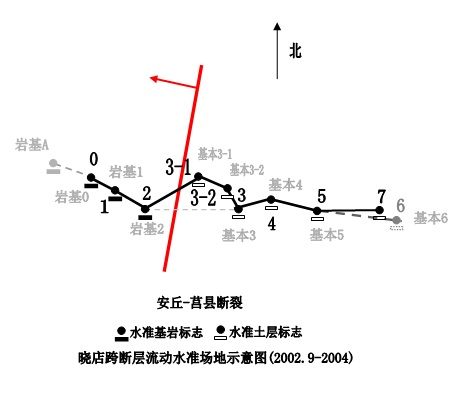 北
岩基A
0
岩基1
岩基0
1
2
岩基2
3-1
基本3-1
基本3-2
3-2
3
基本3
基本4
4
5
基本5
7
6
基本6
安丘-莒县断裂
水准基岩标志
水准土层标志
晓店跨断层流动水准场地示意图(2002.9-2004)